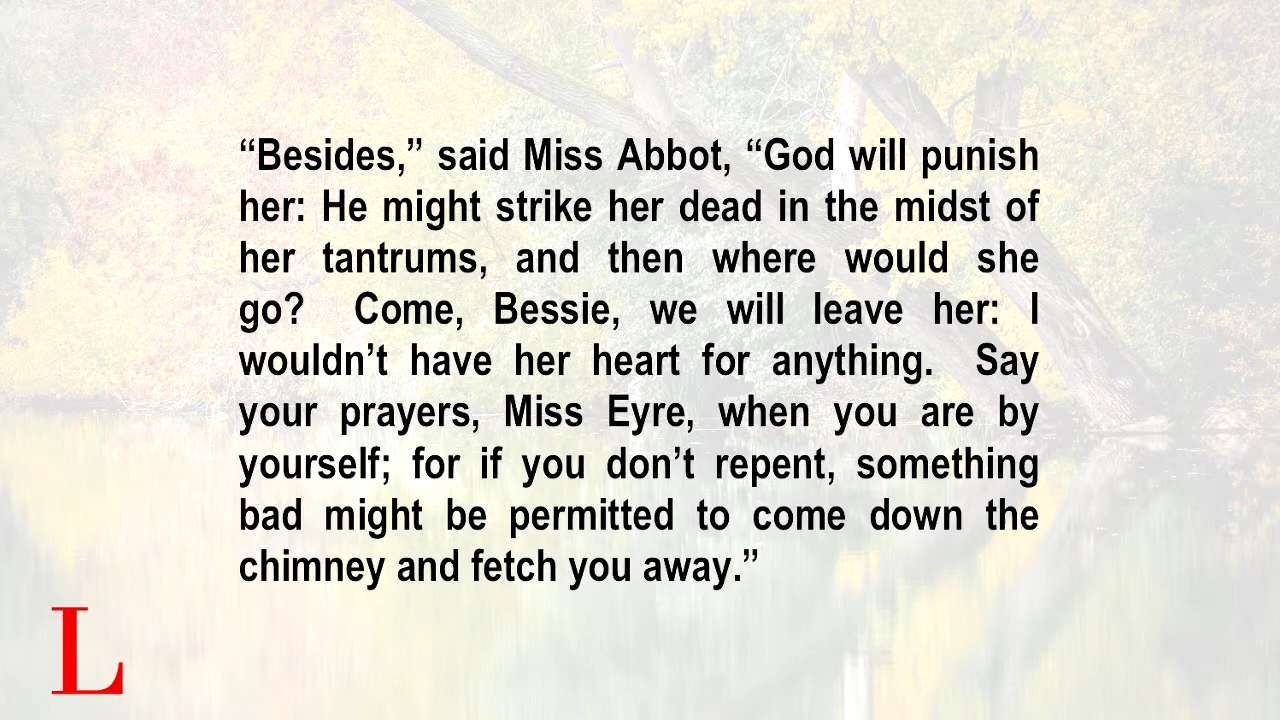 “Besides,” said Miss Abbot, “God will punish
her: He might strike her dead in the midst of
her tantrums, and then where would she
go?  Come, Bessie, we will leave her: I
wouldn’t have her heart for anything.  Say
your prayers, Miss Eyre, when you are by
yourself; for if you don’t repent, something
bad might be permitted to come down the
chimney and fetch you away.”
L